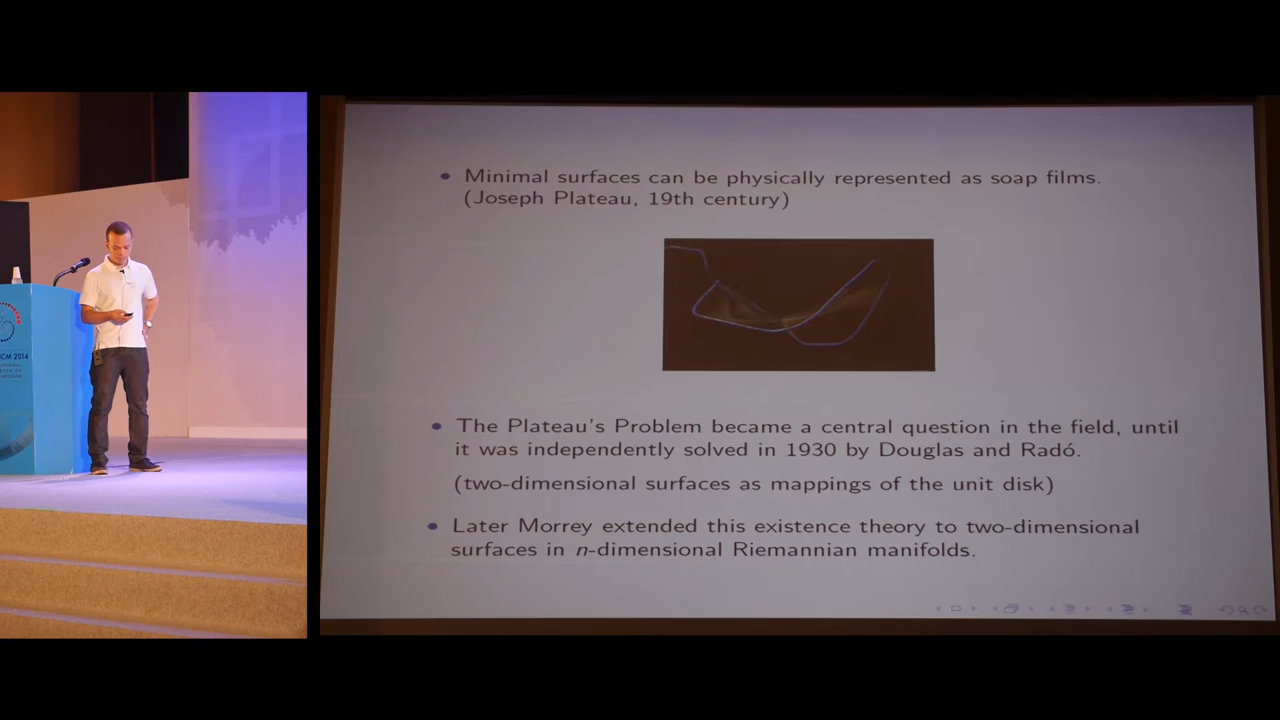 • Minimal surfaces can be physically represented as soap films.
(Joseph Plateau, 19th century)
• The Plateau's Problem became a central question in the field, until
it was independently solved in 1930 by Douglas and Radó.
(two-dimensional surfaces as mappings of the unit disk)
• Later Morrey extended this existence theory to two-dimensional
surfaces in n-dimensional Riemannian manifolds.
CM 2014